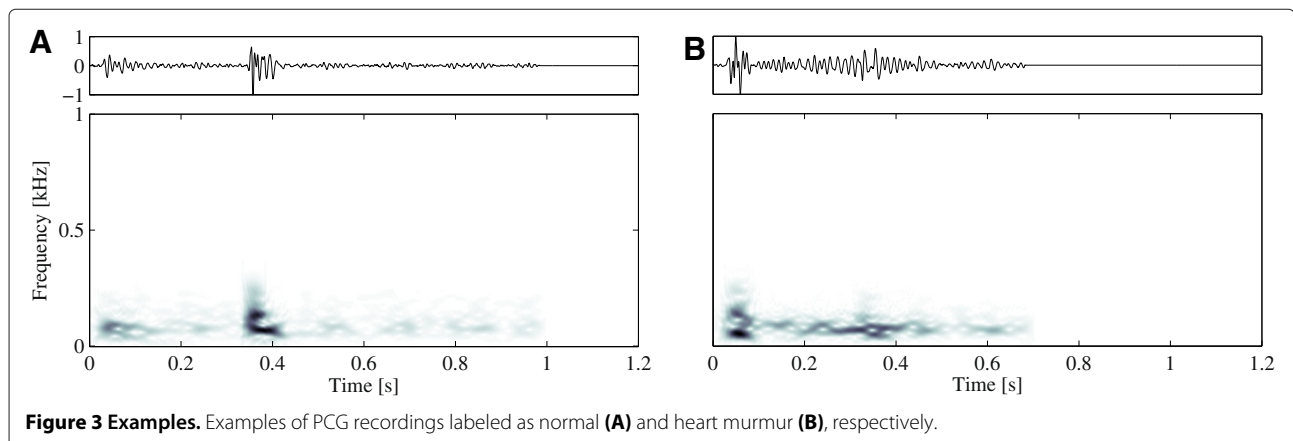 A
1
0
−1
B
1
0.5
0
Frequency [kHz]
0 0.2 0.4 0.6 0.8 1 1.2
Time [s]
0 0.2 0.4 0.6 0.8 1 1.2
Time [s]
Figure 3 Examples. Examples of PCG recordings labeled as normal (A) and heart murmur (B), respectively.